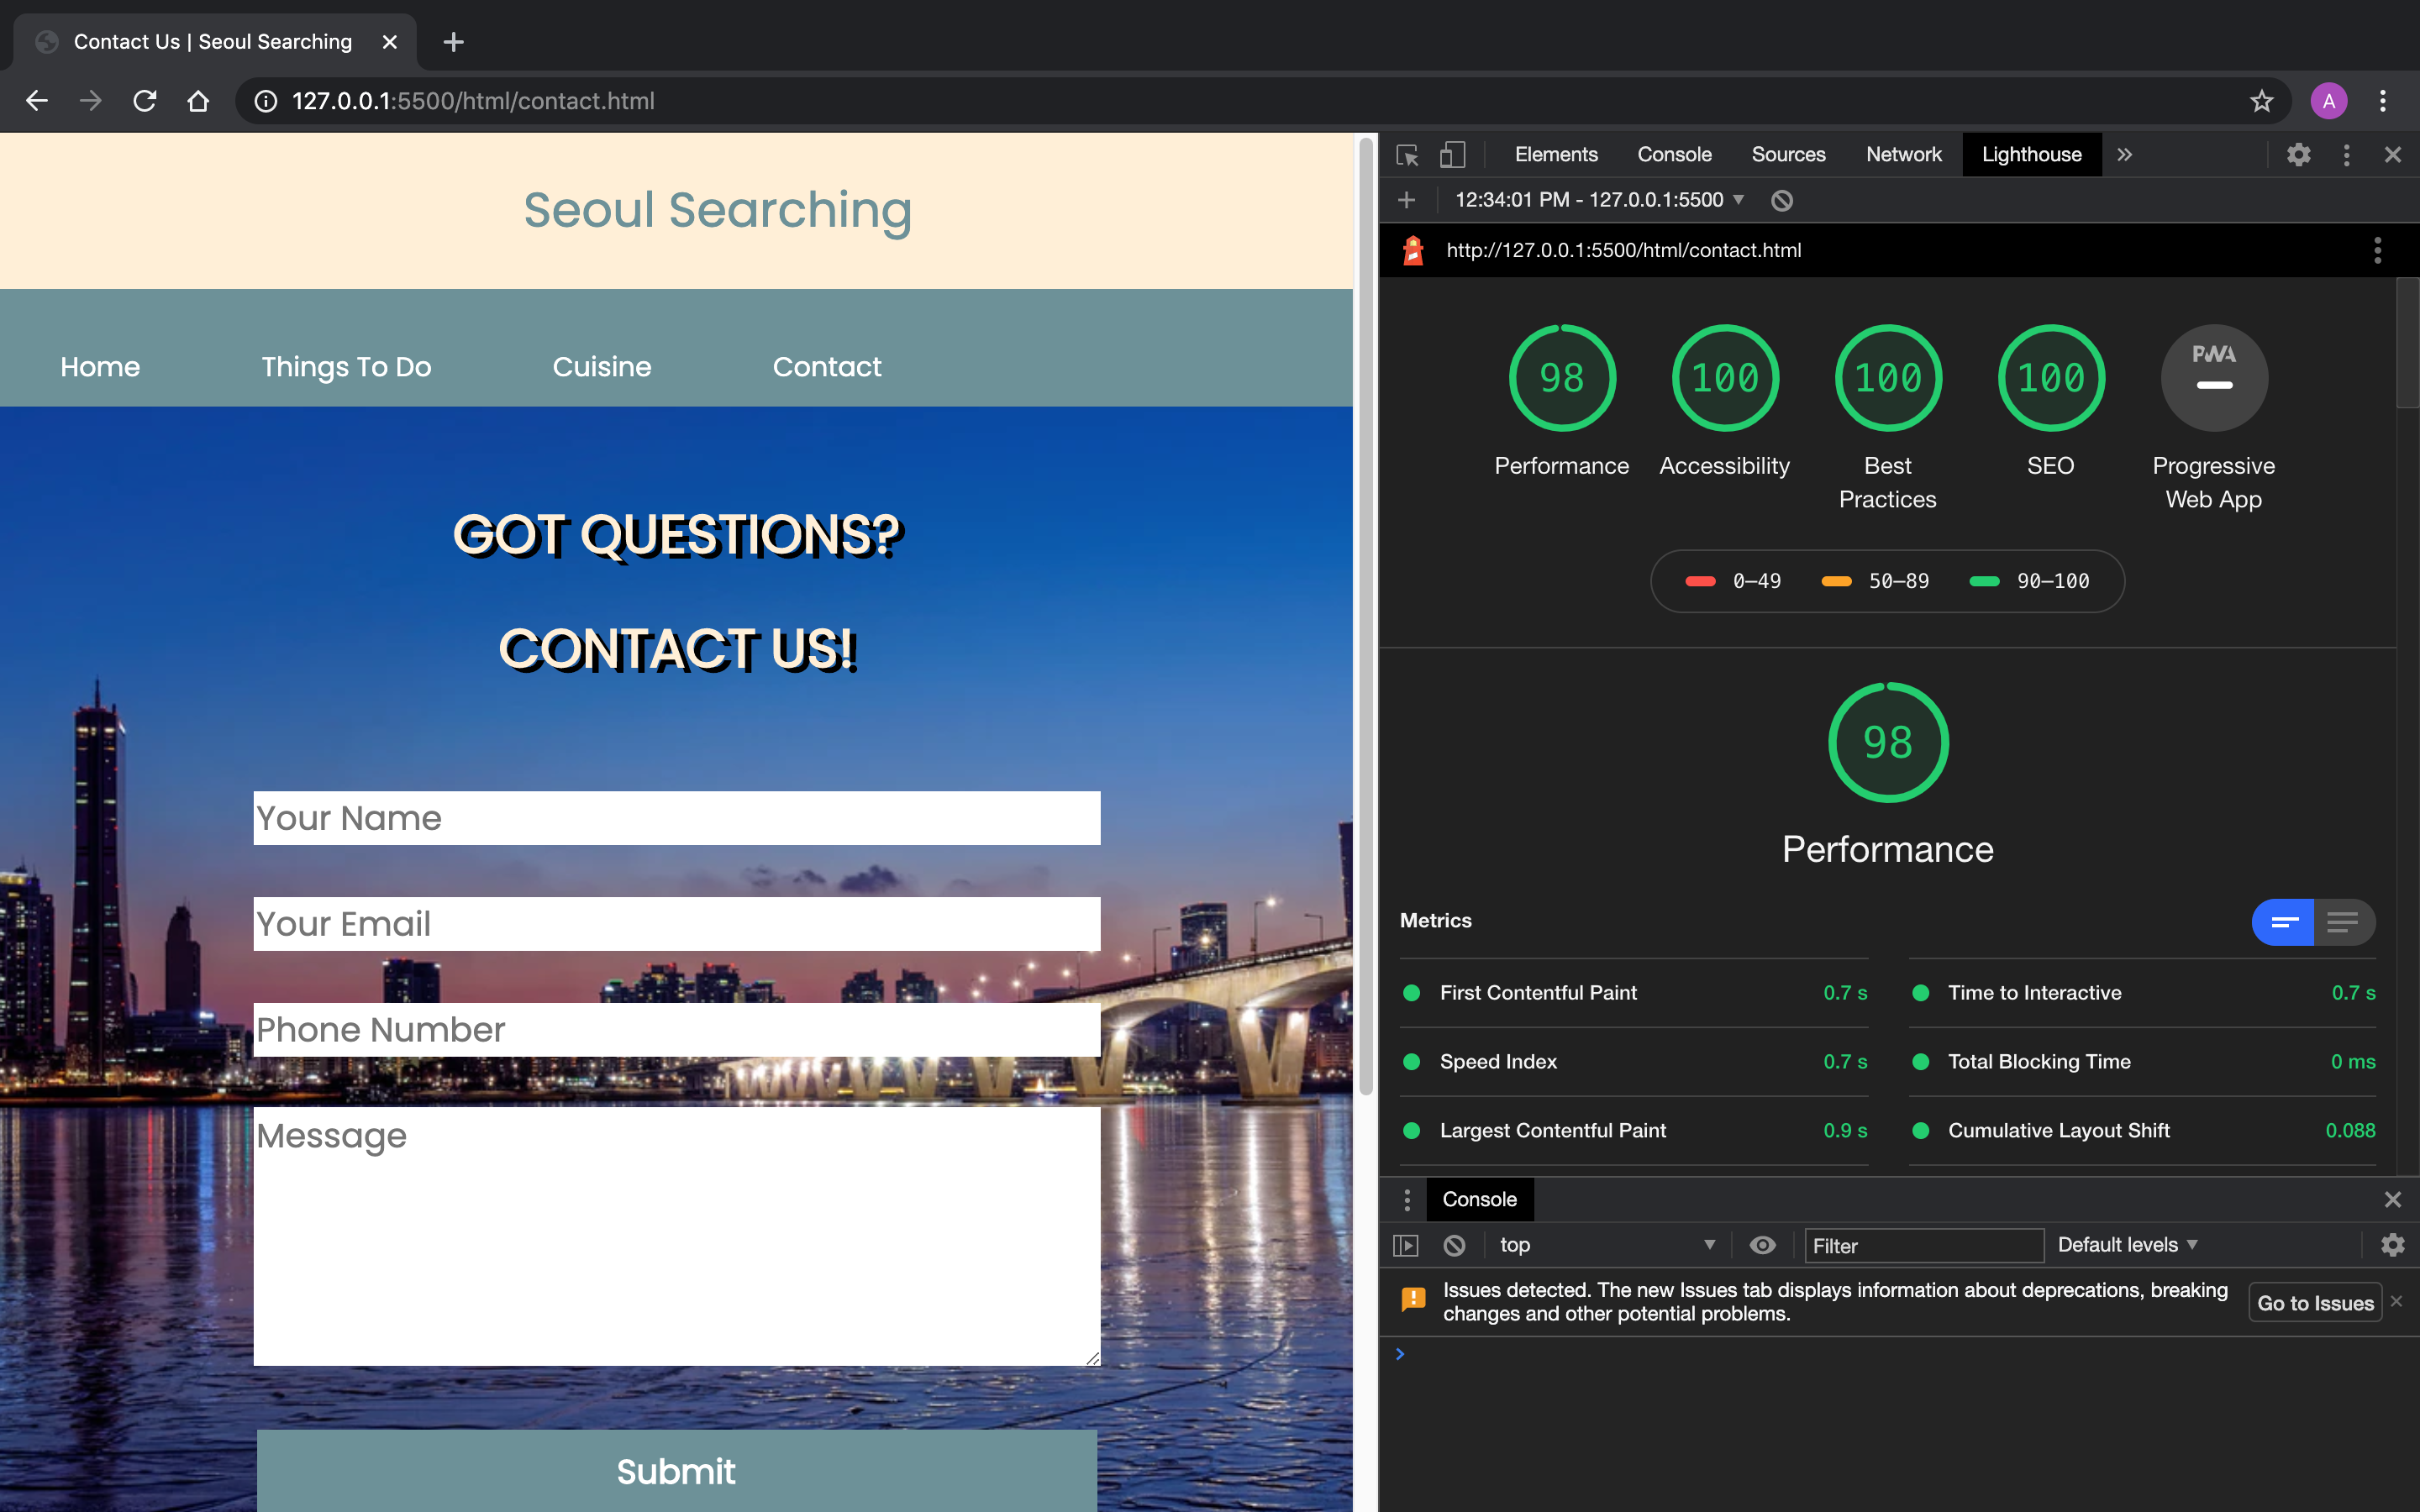 Contact Us | Seoul Searching
127.0.0.1:5500/html/contact.html
A
Seoul Searching
Home Things To Do Cuisine Contact
GOT QUESTIONS?
CONTACT US!
Your Name
Your Email
Phone Number
Message
Submit
Elements Console Sources Network Lighthouse
12:34:01 PM - 127.0.0.1:5500
http://127.0.0.1:5500/html/contact.html
98 100 100 100 PWA
Performance Accessibility Best Practices SEO Progressive Web App
0–49 50–89 90–100
98
Performance
Metrics
First Contentful Paint 0.7 s Time to Interactive 0.7 s
Speed Index 0.7 s Total Blocking Time 0 ms
Largest Contentful Paint 0.9 s Cumulative Layout Shift 0.088
Console
top Filter Default levels
Issues detected. The new Issues tab displays information about deprecations, breaking
changes and other potential problems.
Go to Issues